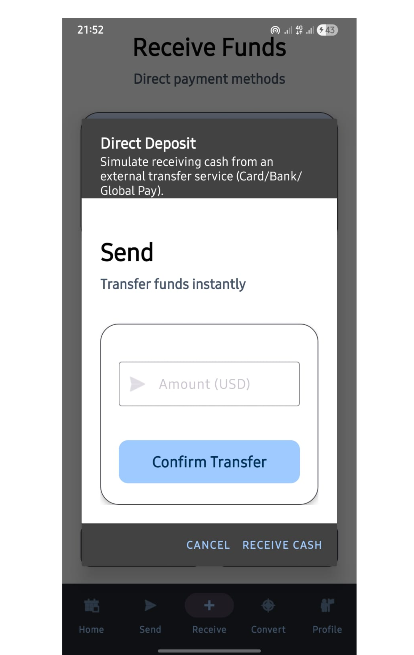 21:52
43
Receive Funds
Direct payment methods
Direct Deposit
Simulate receiving cash from an
external transfer service (Card/Bank/
Global Pay).
Send
Transfer funds instantly
Amount (USD)
Confirm Transfer
CANCEL RECEIVE CASH
Home Send Receive Convert Profile